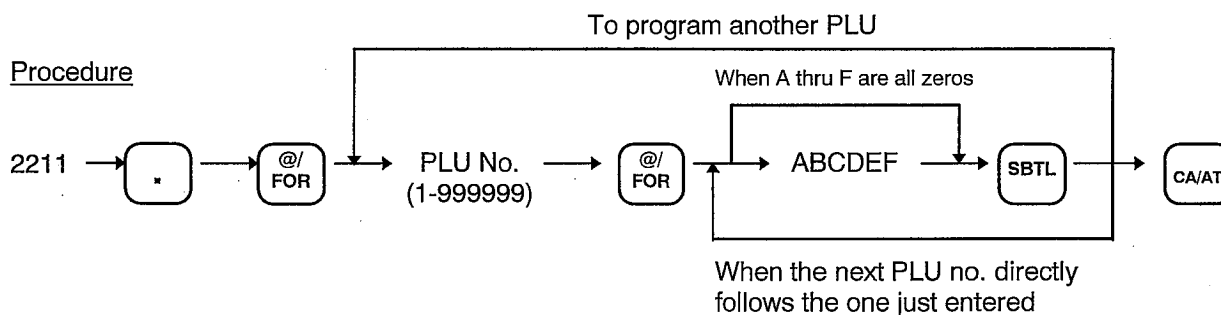 To program another PLU
Procedure
When A thru F are all zeros
2211
.
@/
FOR
PLU No.
(1-999999)
@/
FOR
ABCDEF
SBTL
CA/AT
When the next PLU no. directly
follows the one just entered